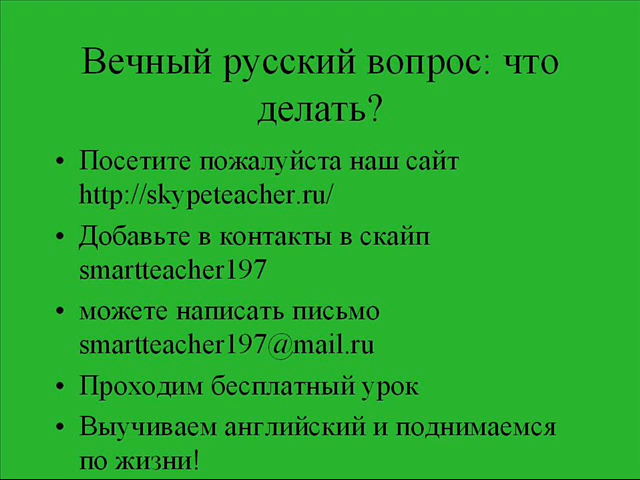 Вечный русский вопрос: что
делать?
• Посетите пожалуйста наш сайт
http://skypeteacher.ru/
• Добавьте в контакты в скайп
smartteacher197
• можете написать письмо
smartteacher197@mail.ru
• Проходим бесплатный урок
• Выучиваем английский и поднимаемся
по жизни!